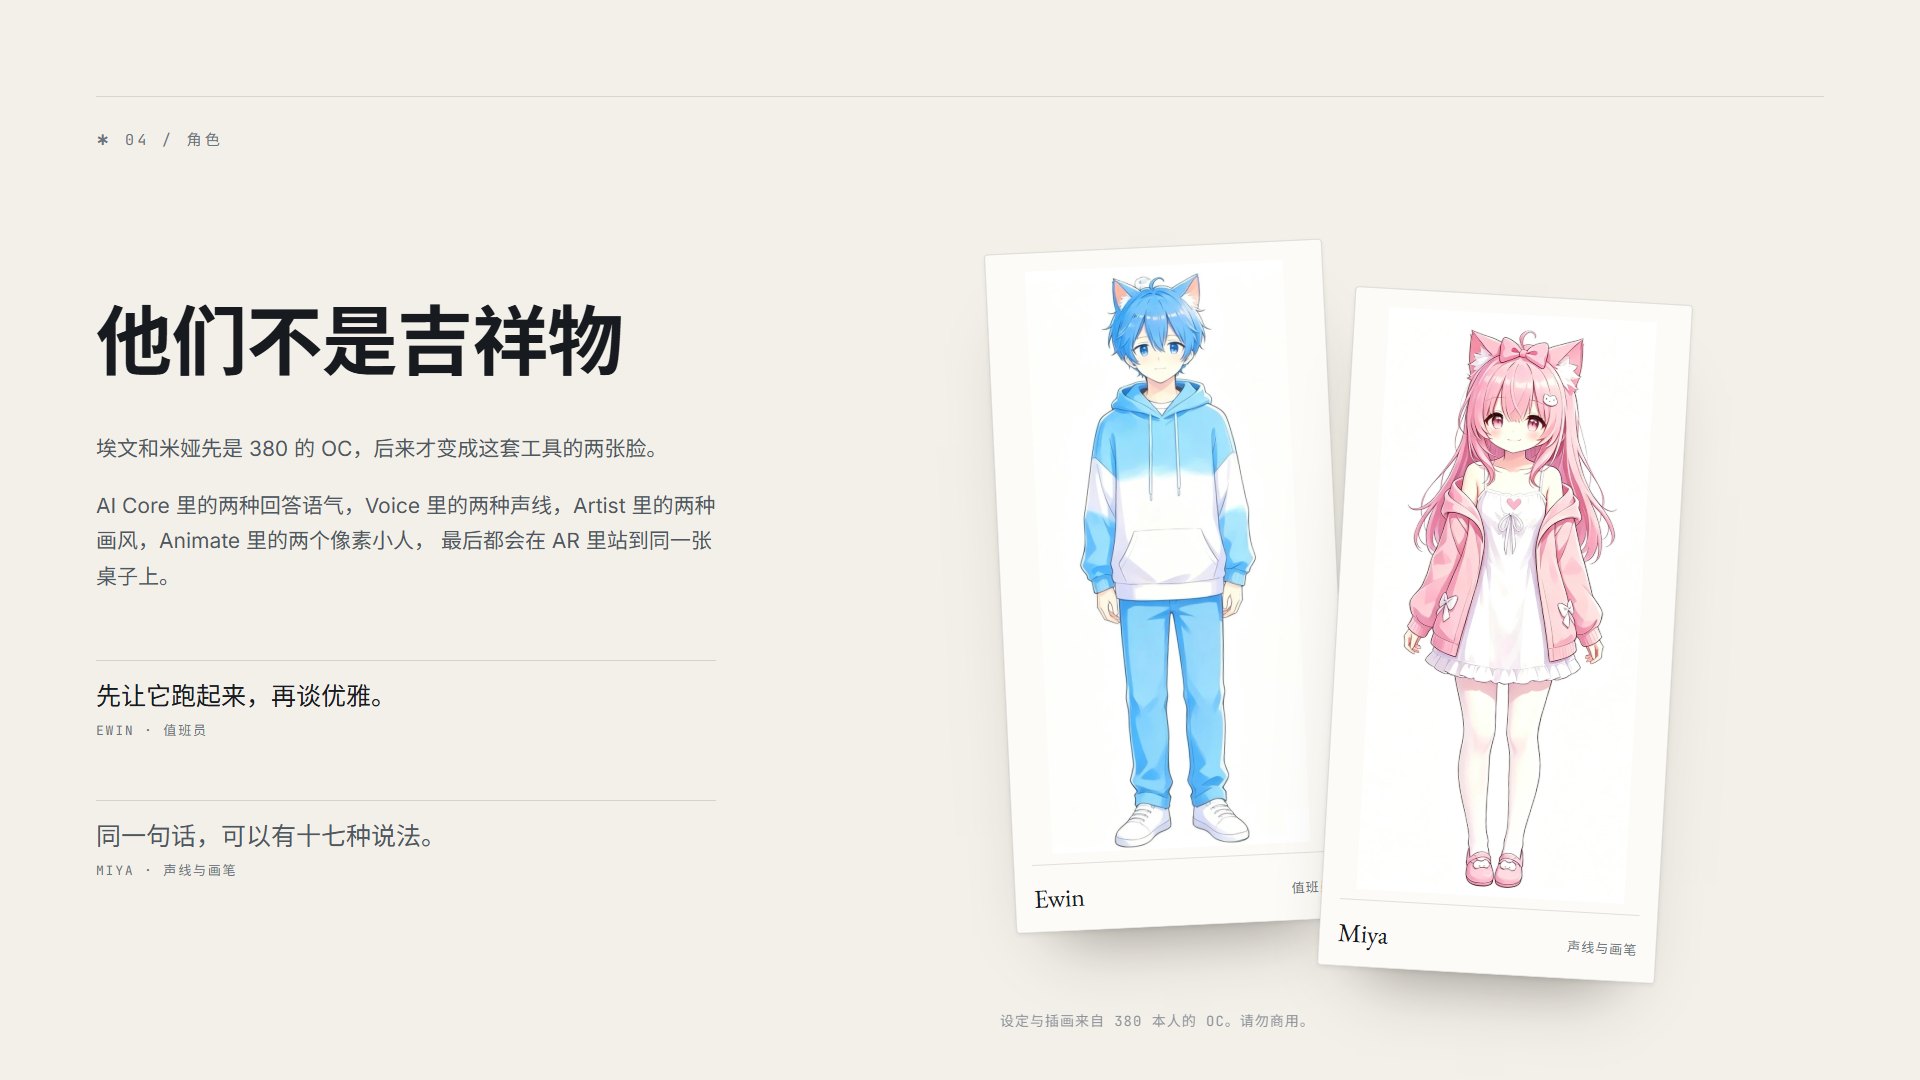 * 04 / 角色
他们不是吉祥物
埃文和米娅先是 380 的 OC，后来才变成这套工具的两张脸。
AI Core 里的两种回答语气，Voice 里的两种声线，Artist 里的两种
画风，Animate 里的两个像素小人， 最后都会在 AR 里站到同一张
桌子上。
先让它跑起来，再谈优雅。
EWIN · 值班员
同一句话，可以有十七种说法。
MIYA · 声线与画笔
Ewin
值班
Miya
声线与画笔
设定与插画来自 380 本人的 OC。请勿商用。